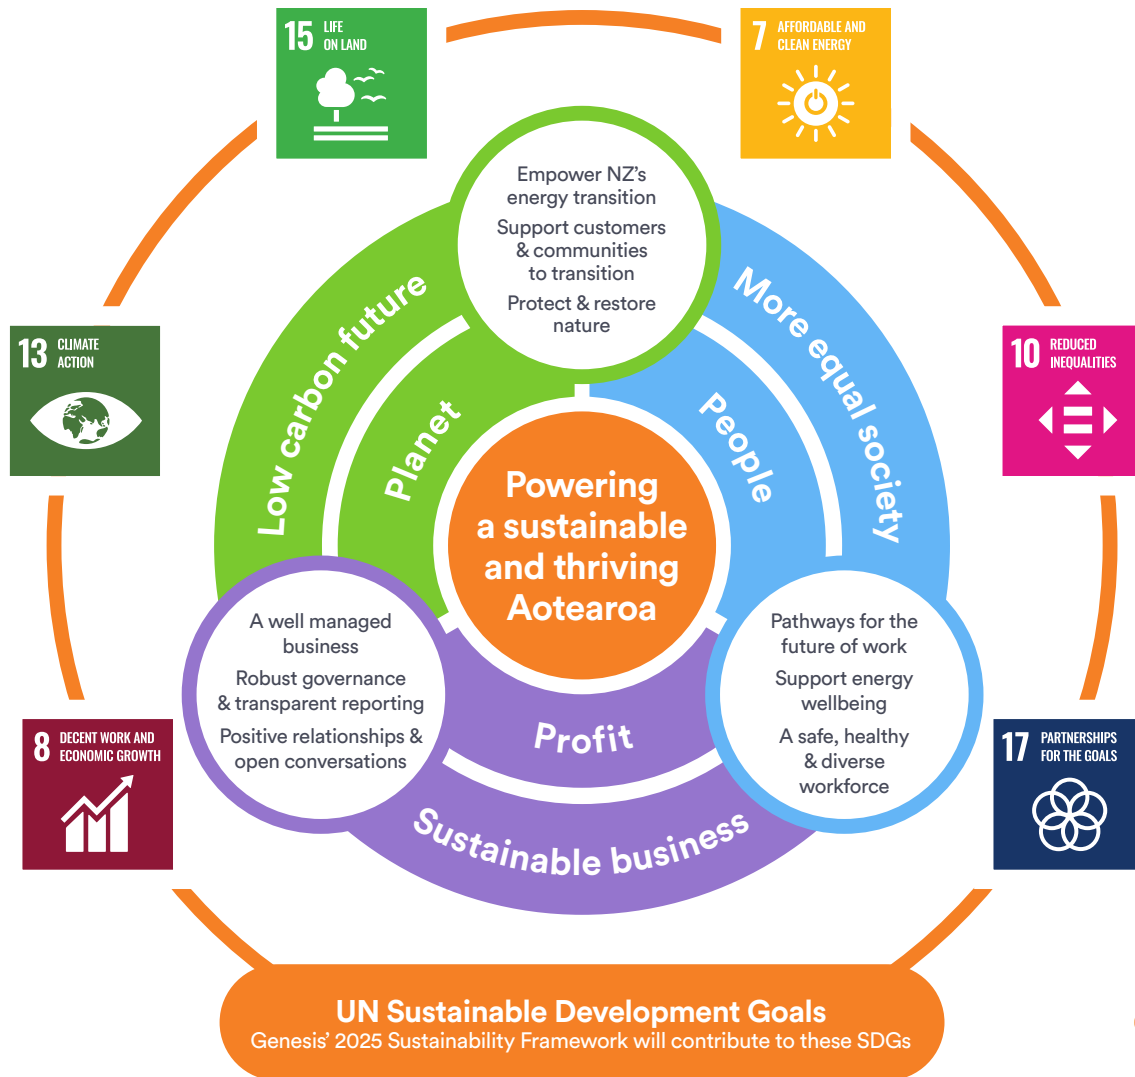 15 LIFE
ON LAND
7 AFFORDABLE AND
CLEAN ENERGY
Empower NZ’s
energy transition
Support customers
& communities
to transition
Protect & restore
nature
Low carbon future
More equal society
13 CLIMATE
ACTION
10 REDUCED
INEQUALITIES
Planet
People
Powering
a sustainable
and thriving
Aotearoa
A well managed
business
Robust governance
& transparent reporting
Positive relationships &
open conversations
Pathways for the
future of work
Support energy
wellbeing
A safe, healthy
& diverse
workforce
Profit
Sustainable business
8 DECENT WORK AND
ECONOMIC GROWTH
17 PARTNERSHIPS
FOR THE GOALS
UN Sustainable Development Goals
Genesis’ 2025 Sustainability Framework will contribute to these SDGs